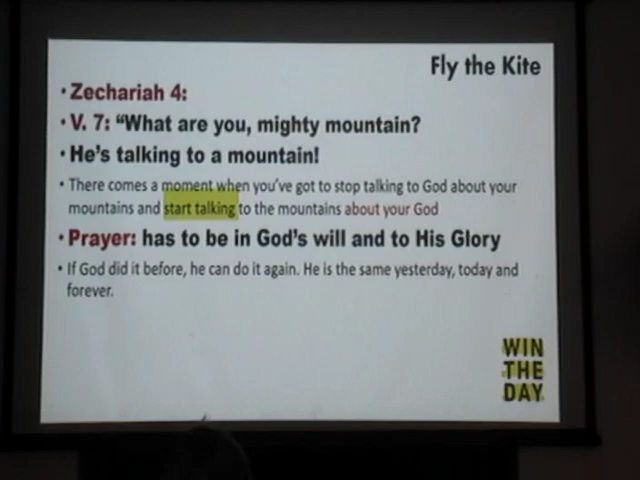 Fly the Kite
• Zechariah 4:
• V. 7: “What are you, mighty mountain?
• He's talking to a mountain!
• There comes a moment when you've got to stop talking to God about your
mountains and start talking to the mountains about your God
• Prayer: has to be in God's will and to His Glory
• If God did it before, he can do it again. He is the same yesterday, today and
forever.
WIN
THE
DAY